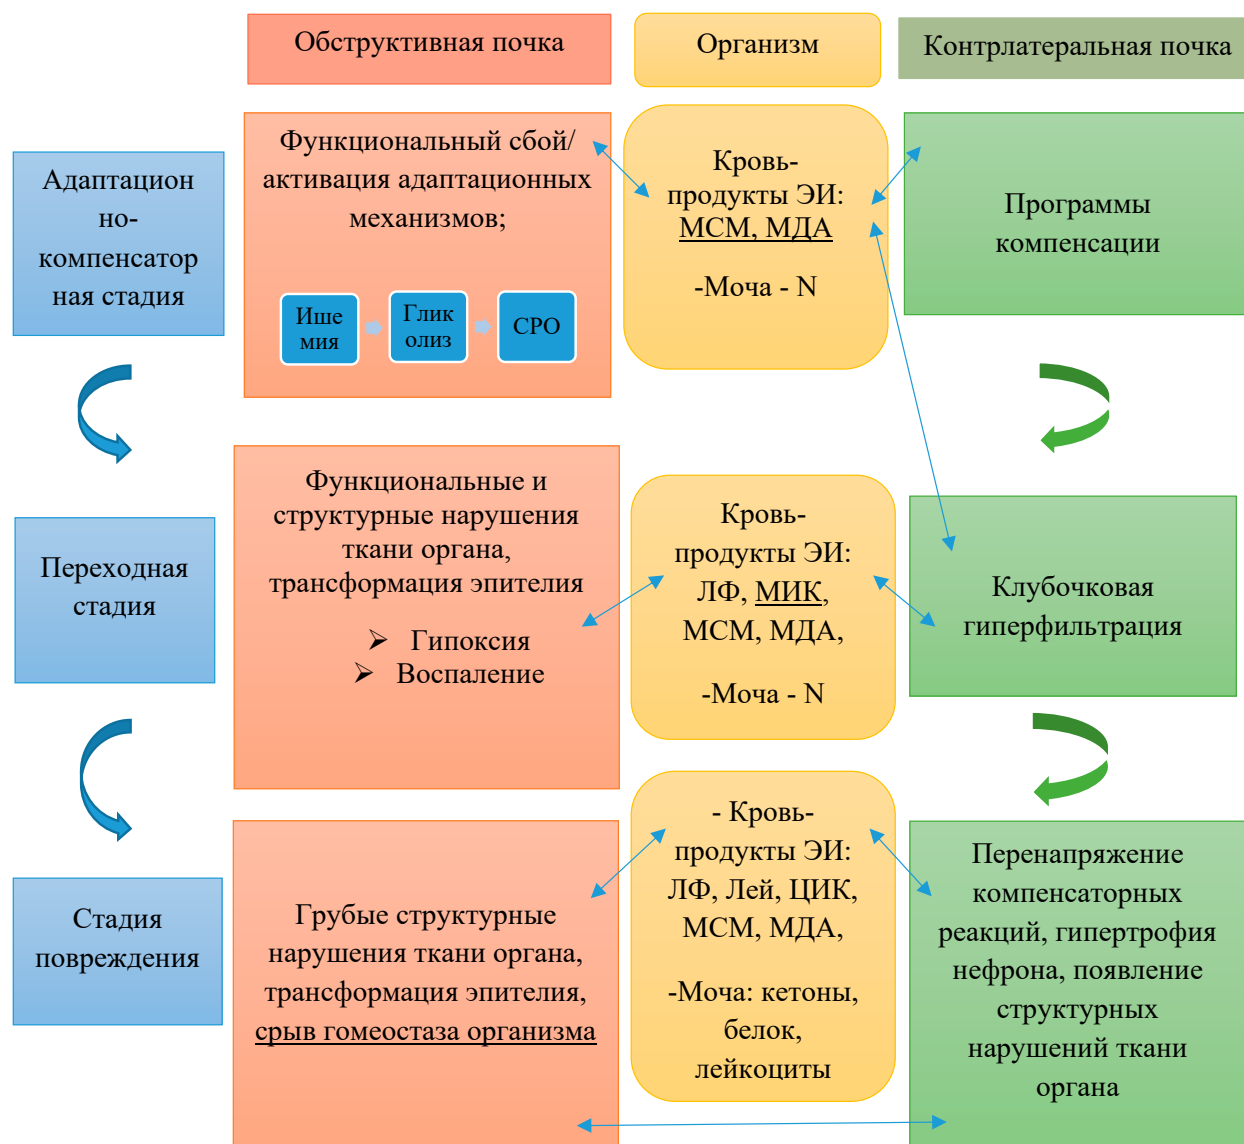 Обструктивная почка
Организм
Контрлатеральная почка
Адаптацион
но-
компенсатор
ная стадия
Функциональный сбой/
активация адаптационных
механизмов;
Ише
мия
Глик
олиз
СРО
Кровь-
продукты ЭИ:
МСМ, МДА
-Моча - N
Программы
компенсации
Переходная
стадия
Функциональные и
структурные нарушения
ткани органа,
трансформация эпителия
➢ Гипоксия
➢ Воспаление
Кровь-
продукты ЭИ:
ЛФ, МИК,
МСМ, МДА,
-Моча - N
Клубочковая
гиперфильтрация
Стадия
повреждения
Грубые структурные
нарушения ткани органа,
трансформация эпителия,
срыв гомеостаза организма
- Кровь-
продукты ЭИ:
ЛФ, Лей, ЦИК,
МСМ, МДА,
-Моча: кетоны,
белок,
лейкоциты
Перенапряжение
компенсаторных
реакций, гипертрофия
нефрона, появление
структурных
нарушений ткани
органа